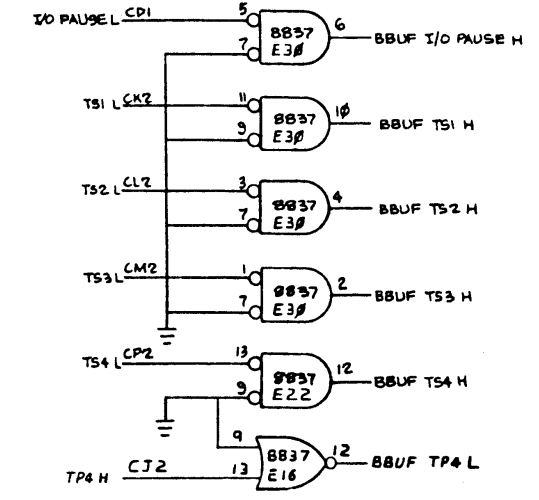 I/O PAUSE L CD1 5 6
8837
E3Ø
BBUF I/O PAUSE H
7
TS1 L CK2 11 1Ø
8837
E3Ø
BBUF TS1 H
9
TS2 L CL2 3 4
8837
E3Ø
BBUF TS2 H
7
TS3 L CM2 1 2
8837
E3Ø
BBUF TS3 H
7
TS4 L CP2 13 12
8837
E22
BBUF TS4 H
9
9 12
8837
E16
BBUF TP4 L
TP4 H CJ2 13